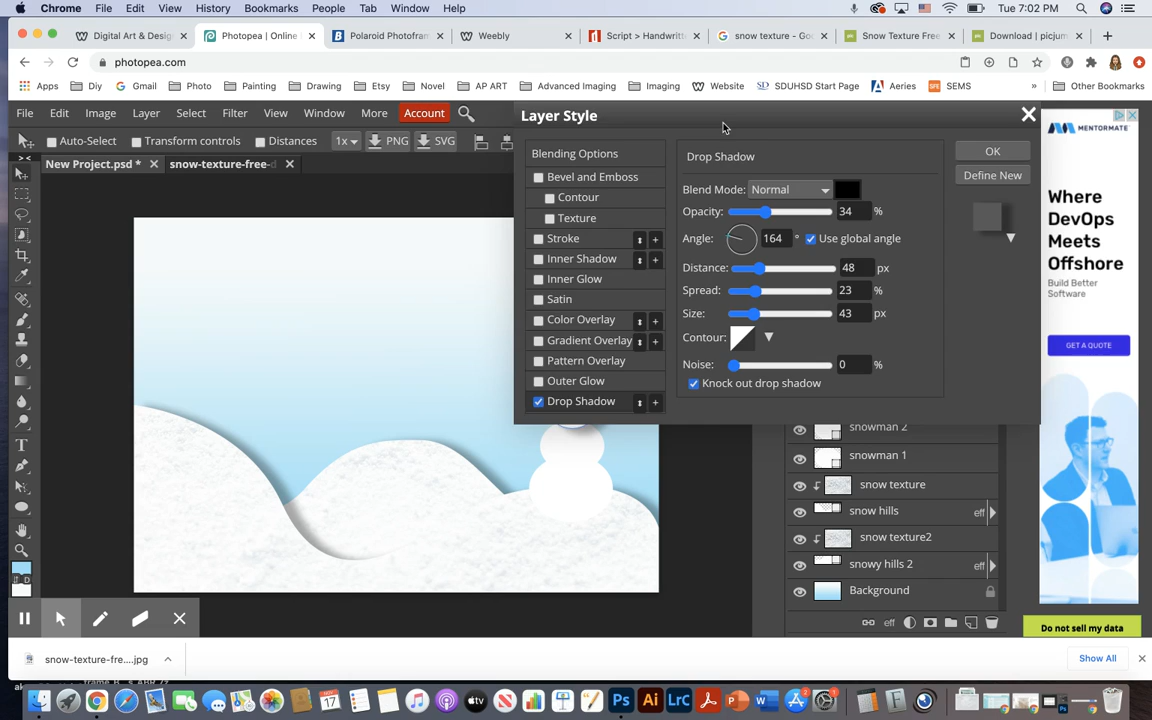 Chrome File Edit View History Bookmarks People Tab Window Help Tue 7:02 PM
Digital Art & Desig Photopea | Online Polaroid Photofram Weebly Script > Handwritt snow texture - Goo Snow Texture Free Download | picjum
photopea.com
Apps Diy Gmail Photo Painting Drawing Etsy Novel AP ART Advanced Imaging Imaging Website SDUHSD Start Page Aeries SEMS Other Bookmarks
File Edit Image Layer Select Filter View Window More Account
Auto-Select Transform controls Distances 1x PNG SVG
New Project.psd * snow-texture-free-d
Layer Style
Blending Options
Bevel and Emboss
Contour
Texture
Stroke
Inner Shadow
Inner Glow
Satin
Color Overlay
Gradient Overlay
Pattern Overlay
Outer Glow
Drop Shadow
Drop Shadow
Blend Mode: Normal
Opacity: 34 %
Angle: 164 ° Use global angle
Distance: 48 px
Spread: 23 %
Size: 43 px
Contour:
Noise: 0 %
Knock out drop shadow
OK
Define New
snowman 2
snowman 1
snow texture
snow hills eff
snow texture2
snowy hills 2 eff
Background
eff
MENTORMATE
Where
DevOps
Meets
Offshore
Build Better
Software
GET A QUOTE
Do not sell my data
snow-texture-fre....jpg
Show All